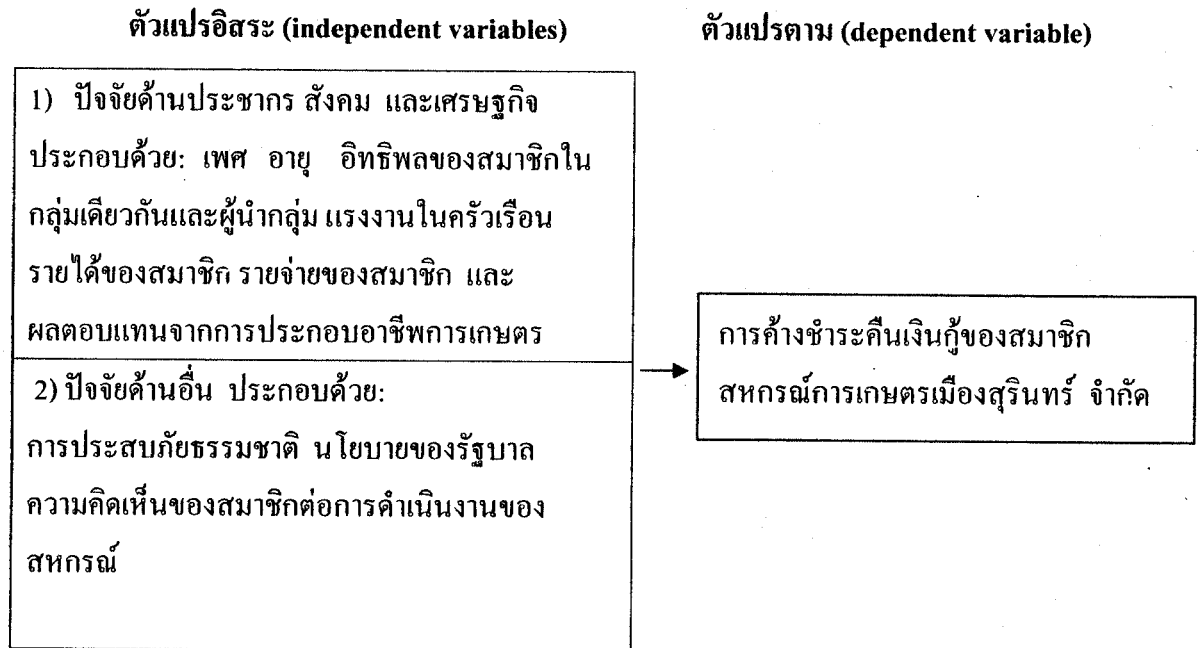 ตัวแปรอิสระ (independent variables)
ตัวแปรตาม (dependent variable)
1) ปัจจัยด้านประชากร สังคม และเศรษฐกิจ
ประกอบด้วย: เพศ อายุ อิทธิพลของสมาชิกใน
กลุ่มเดียวกันและผู้นำกลุ่ม แรงงานในครัวเรือน
รายได้ของสมาชิก รายจ่ายของสมาชิก และ
ผลตอบแทนจากการประกอบอาชีพการเกษตร
2) ปัจจัยด้านอื่น ประกอบด้วย:
การประสบภัยธรรมชาติ นโยบายของรัฐบาล
ความคิดเห็นของสมาชิกต่อการดำเนินงานของ
สหกรณ์
การค้างชำระคืนเงินกู้ของสมาชิก
สหกรณ์การเกษตรเมืองสุรินทร์ จำกัด